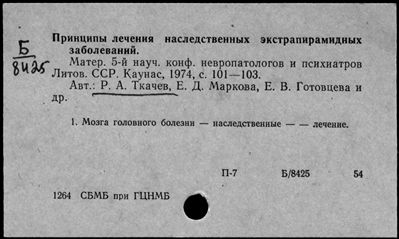 Б
8425
Принципы лечения наследственных экстрапирамидных
заболеваний.
Матер. 5-й науч. конф. невропатологов и психиатров
Литов. ССР. Каунас, 1974, с. 101—103.
Авт.: Р. А. Ткачев, Е. Д. Маркова, Е. В. Готовцева и
др.
1. Мозга головного болезни — наследственные — — лечение.
П-7 Б/8425 54
1264 СБМБ при ГЦНМБ